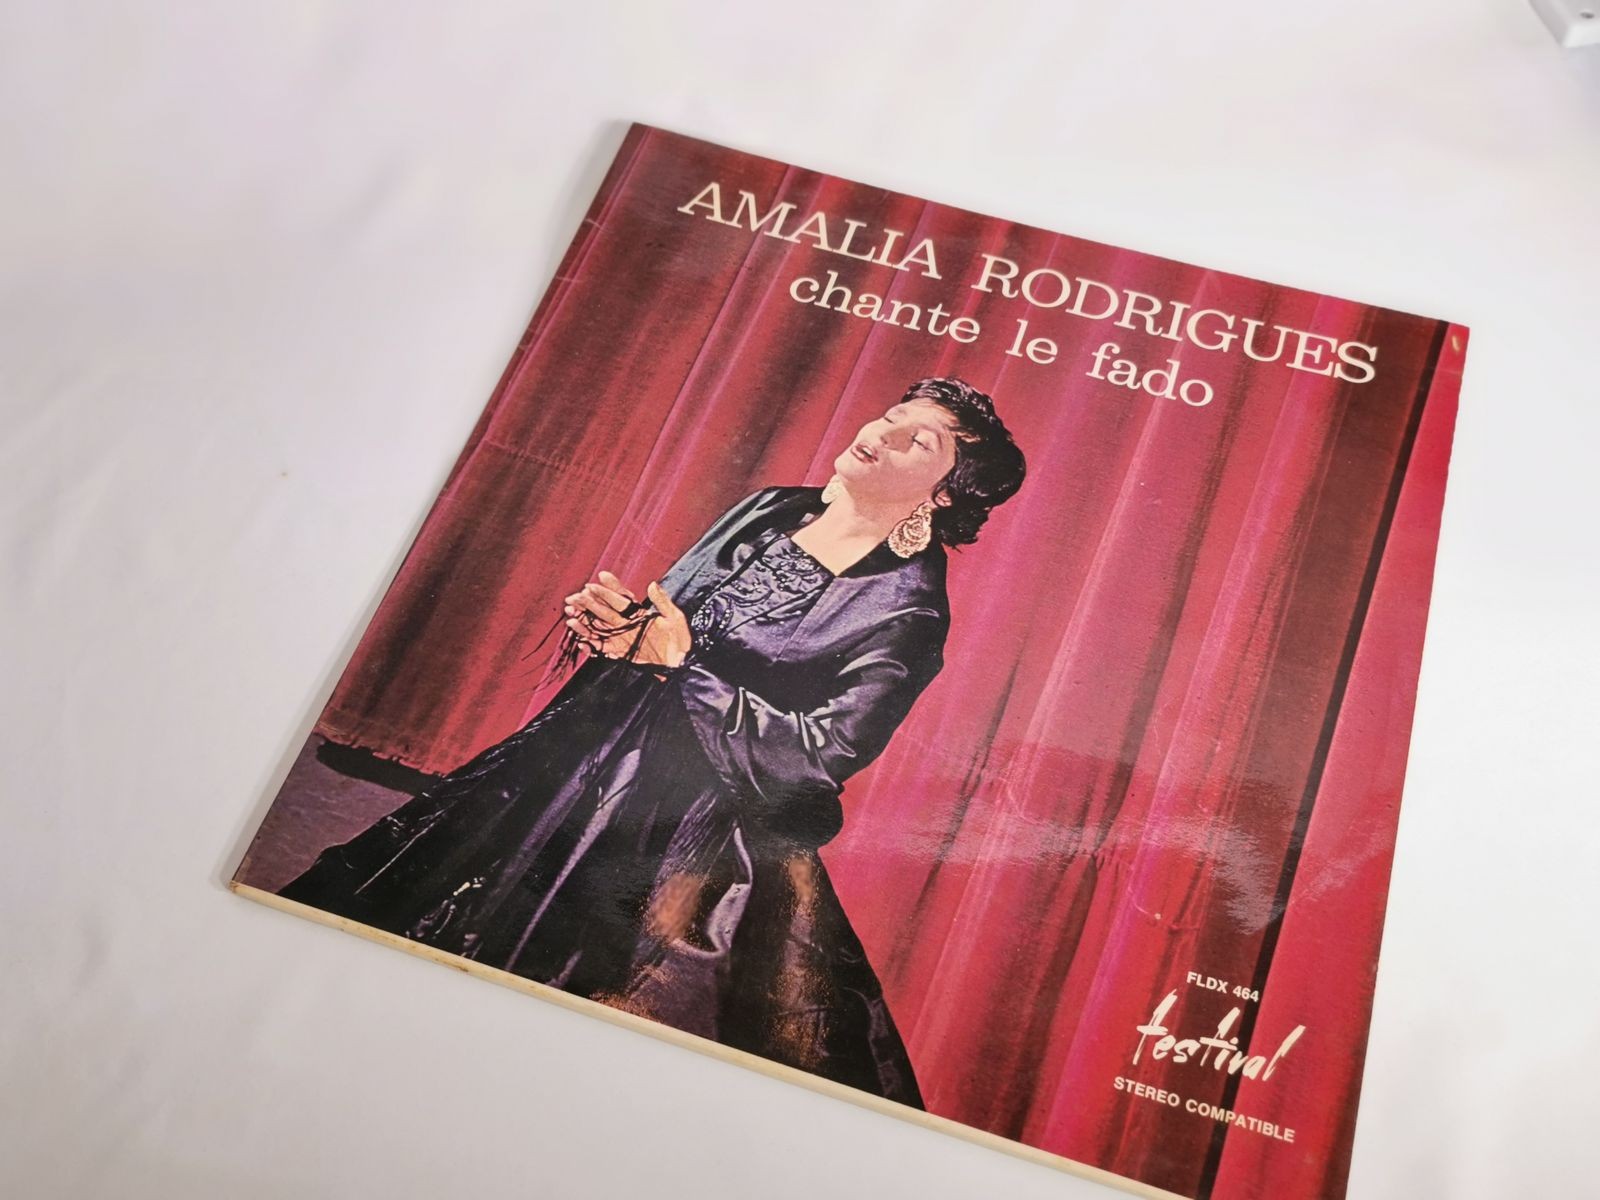 AMALIA RODRIGUES
chante le fado
FLDX 464
festival
STEREO COMPATIBLE